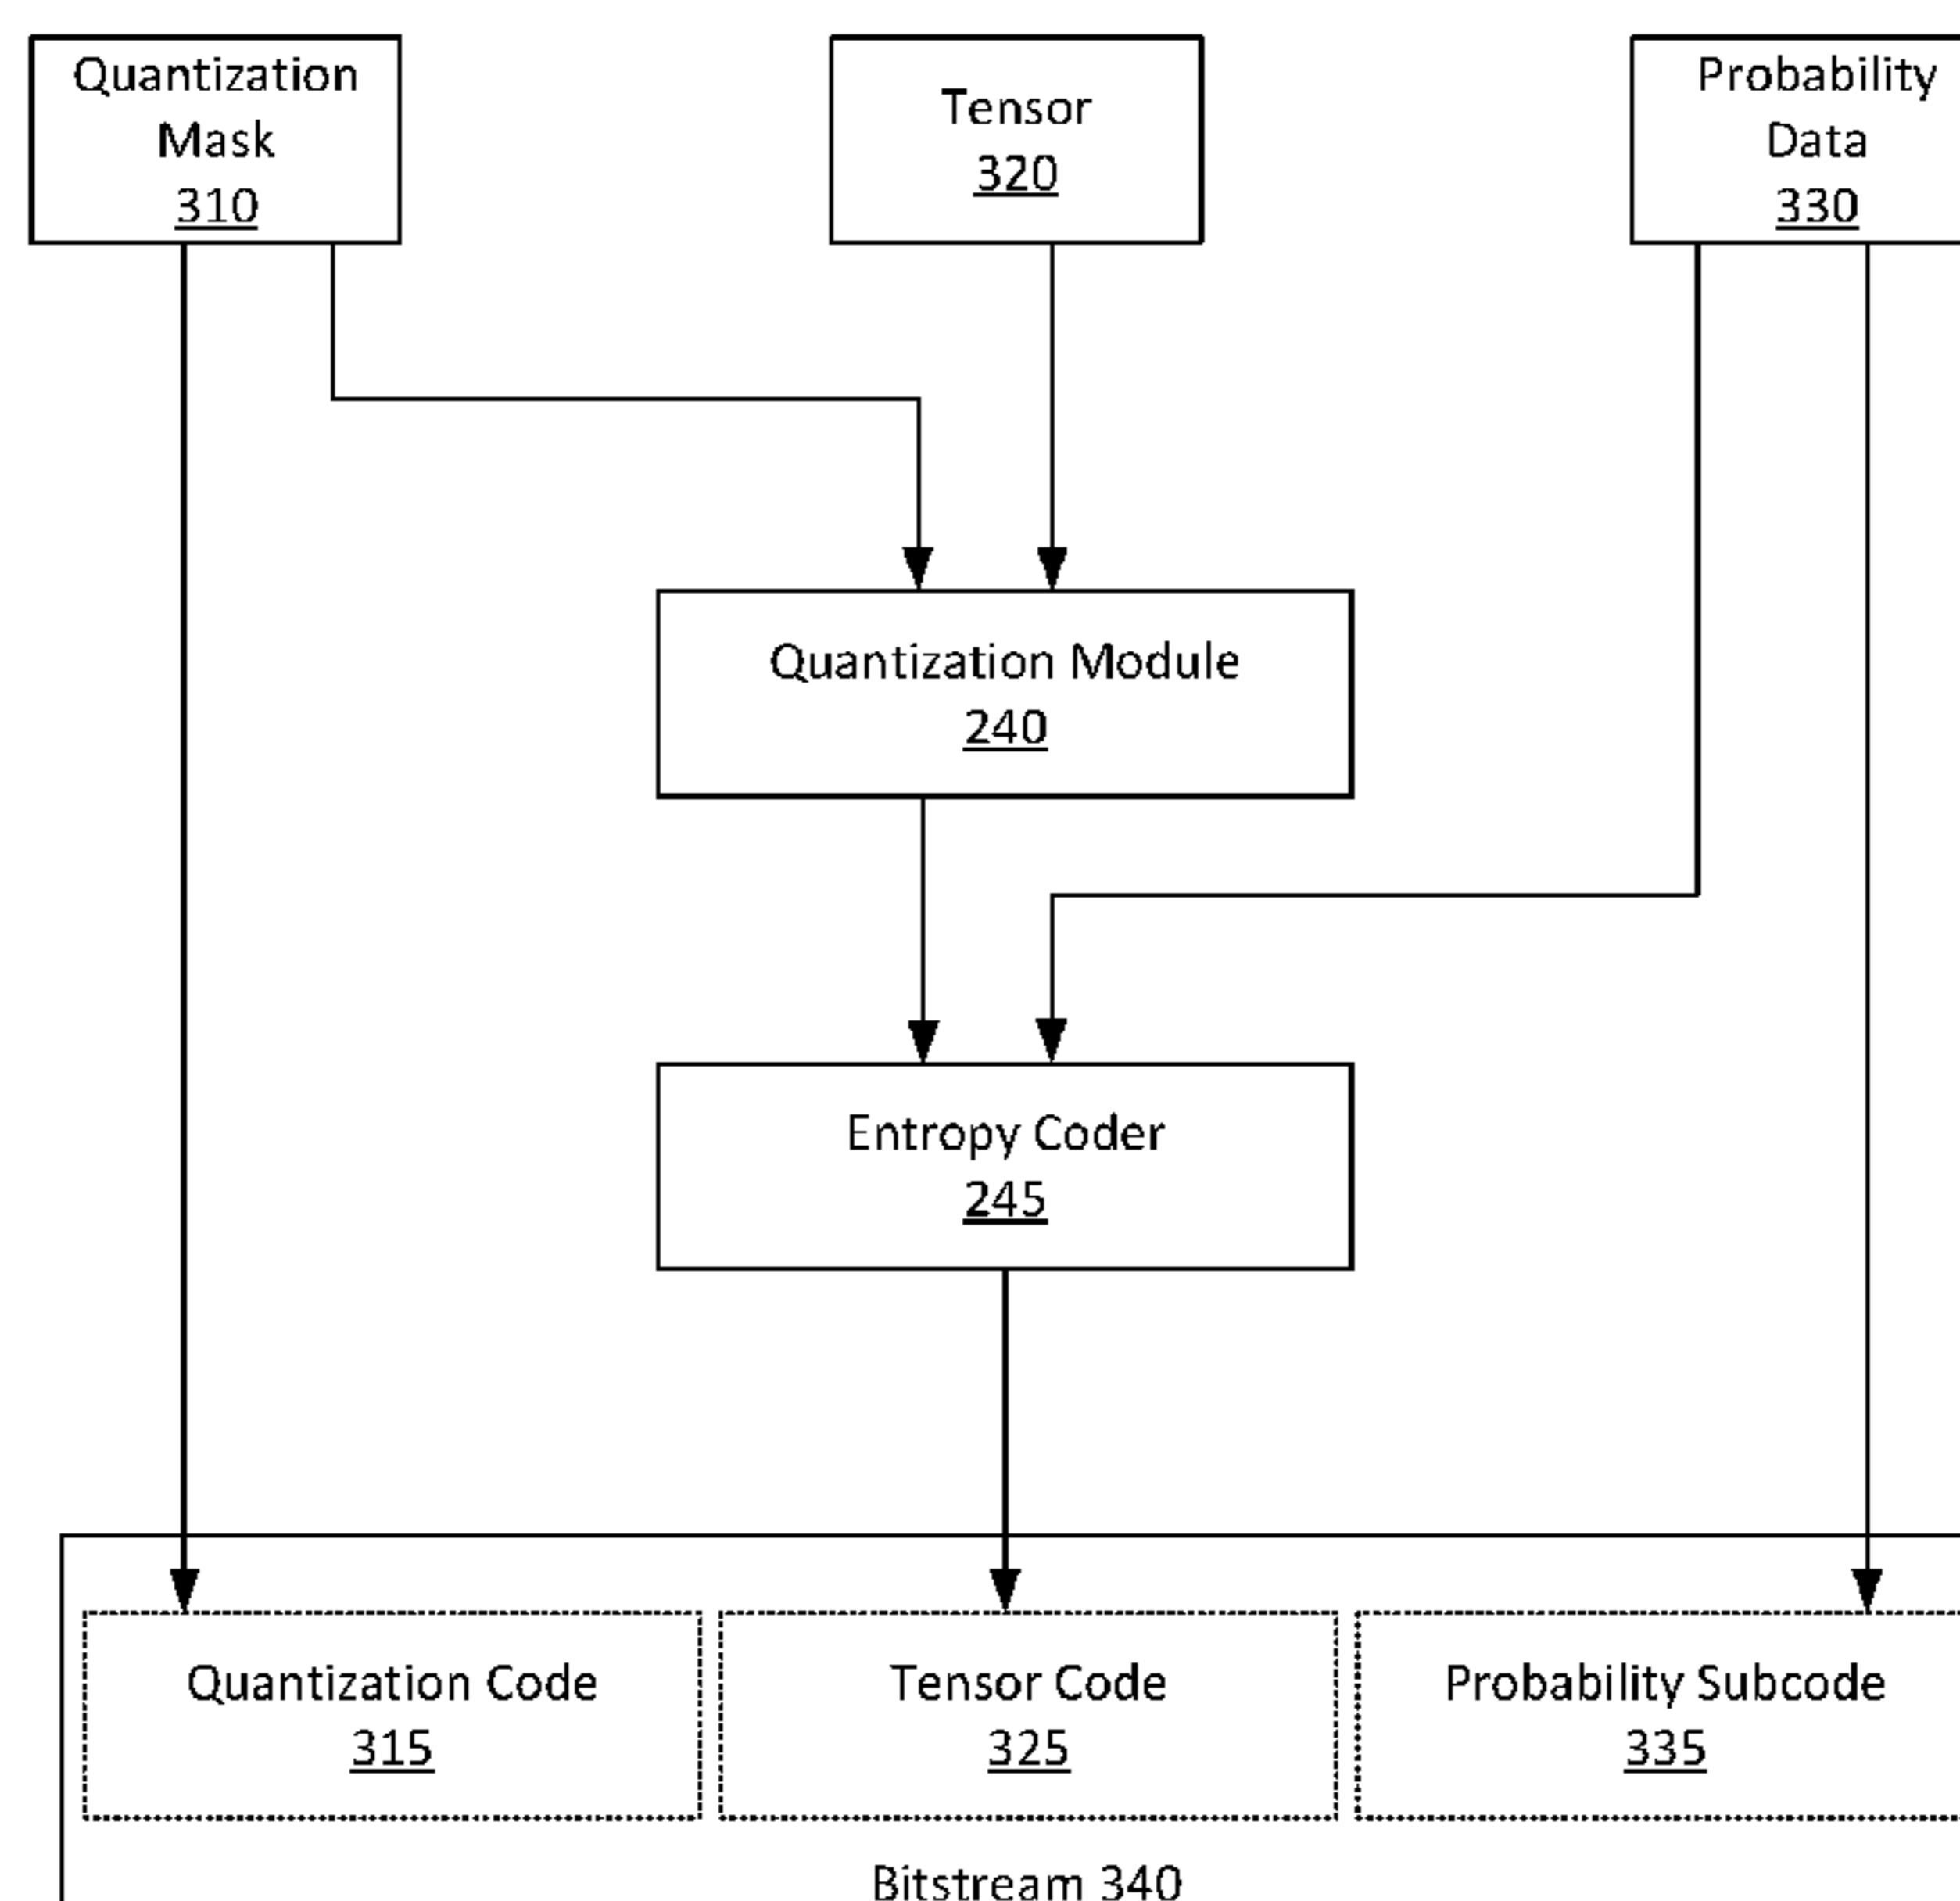 Quantization
Mask
310
Tensor
320
Probability
Data
330
Quantization Module
240
Entropy Coder
245
Quantization Code
315
Tensor Code
325
Probability Subcode
335
Bitstream 340